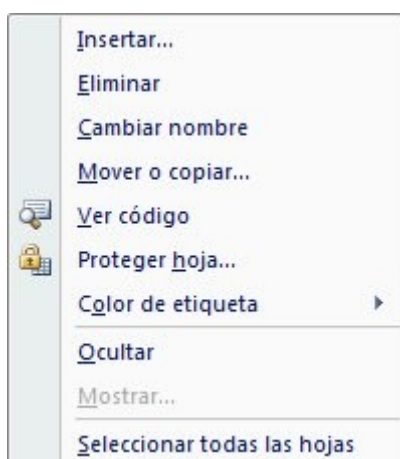 Insertar...
Eliminar
Cambiar nombre
Mover o copiar...
Ver código
Proteger hoja...
Color de etiqueta
Ocultar
Mostrar...
Seleccionar todas las hojas